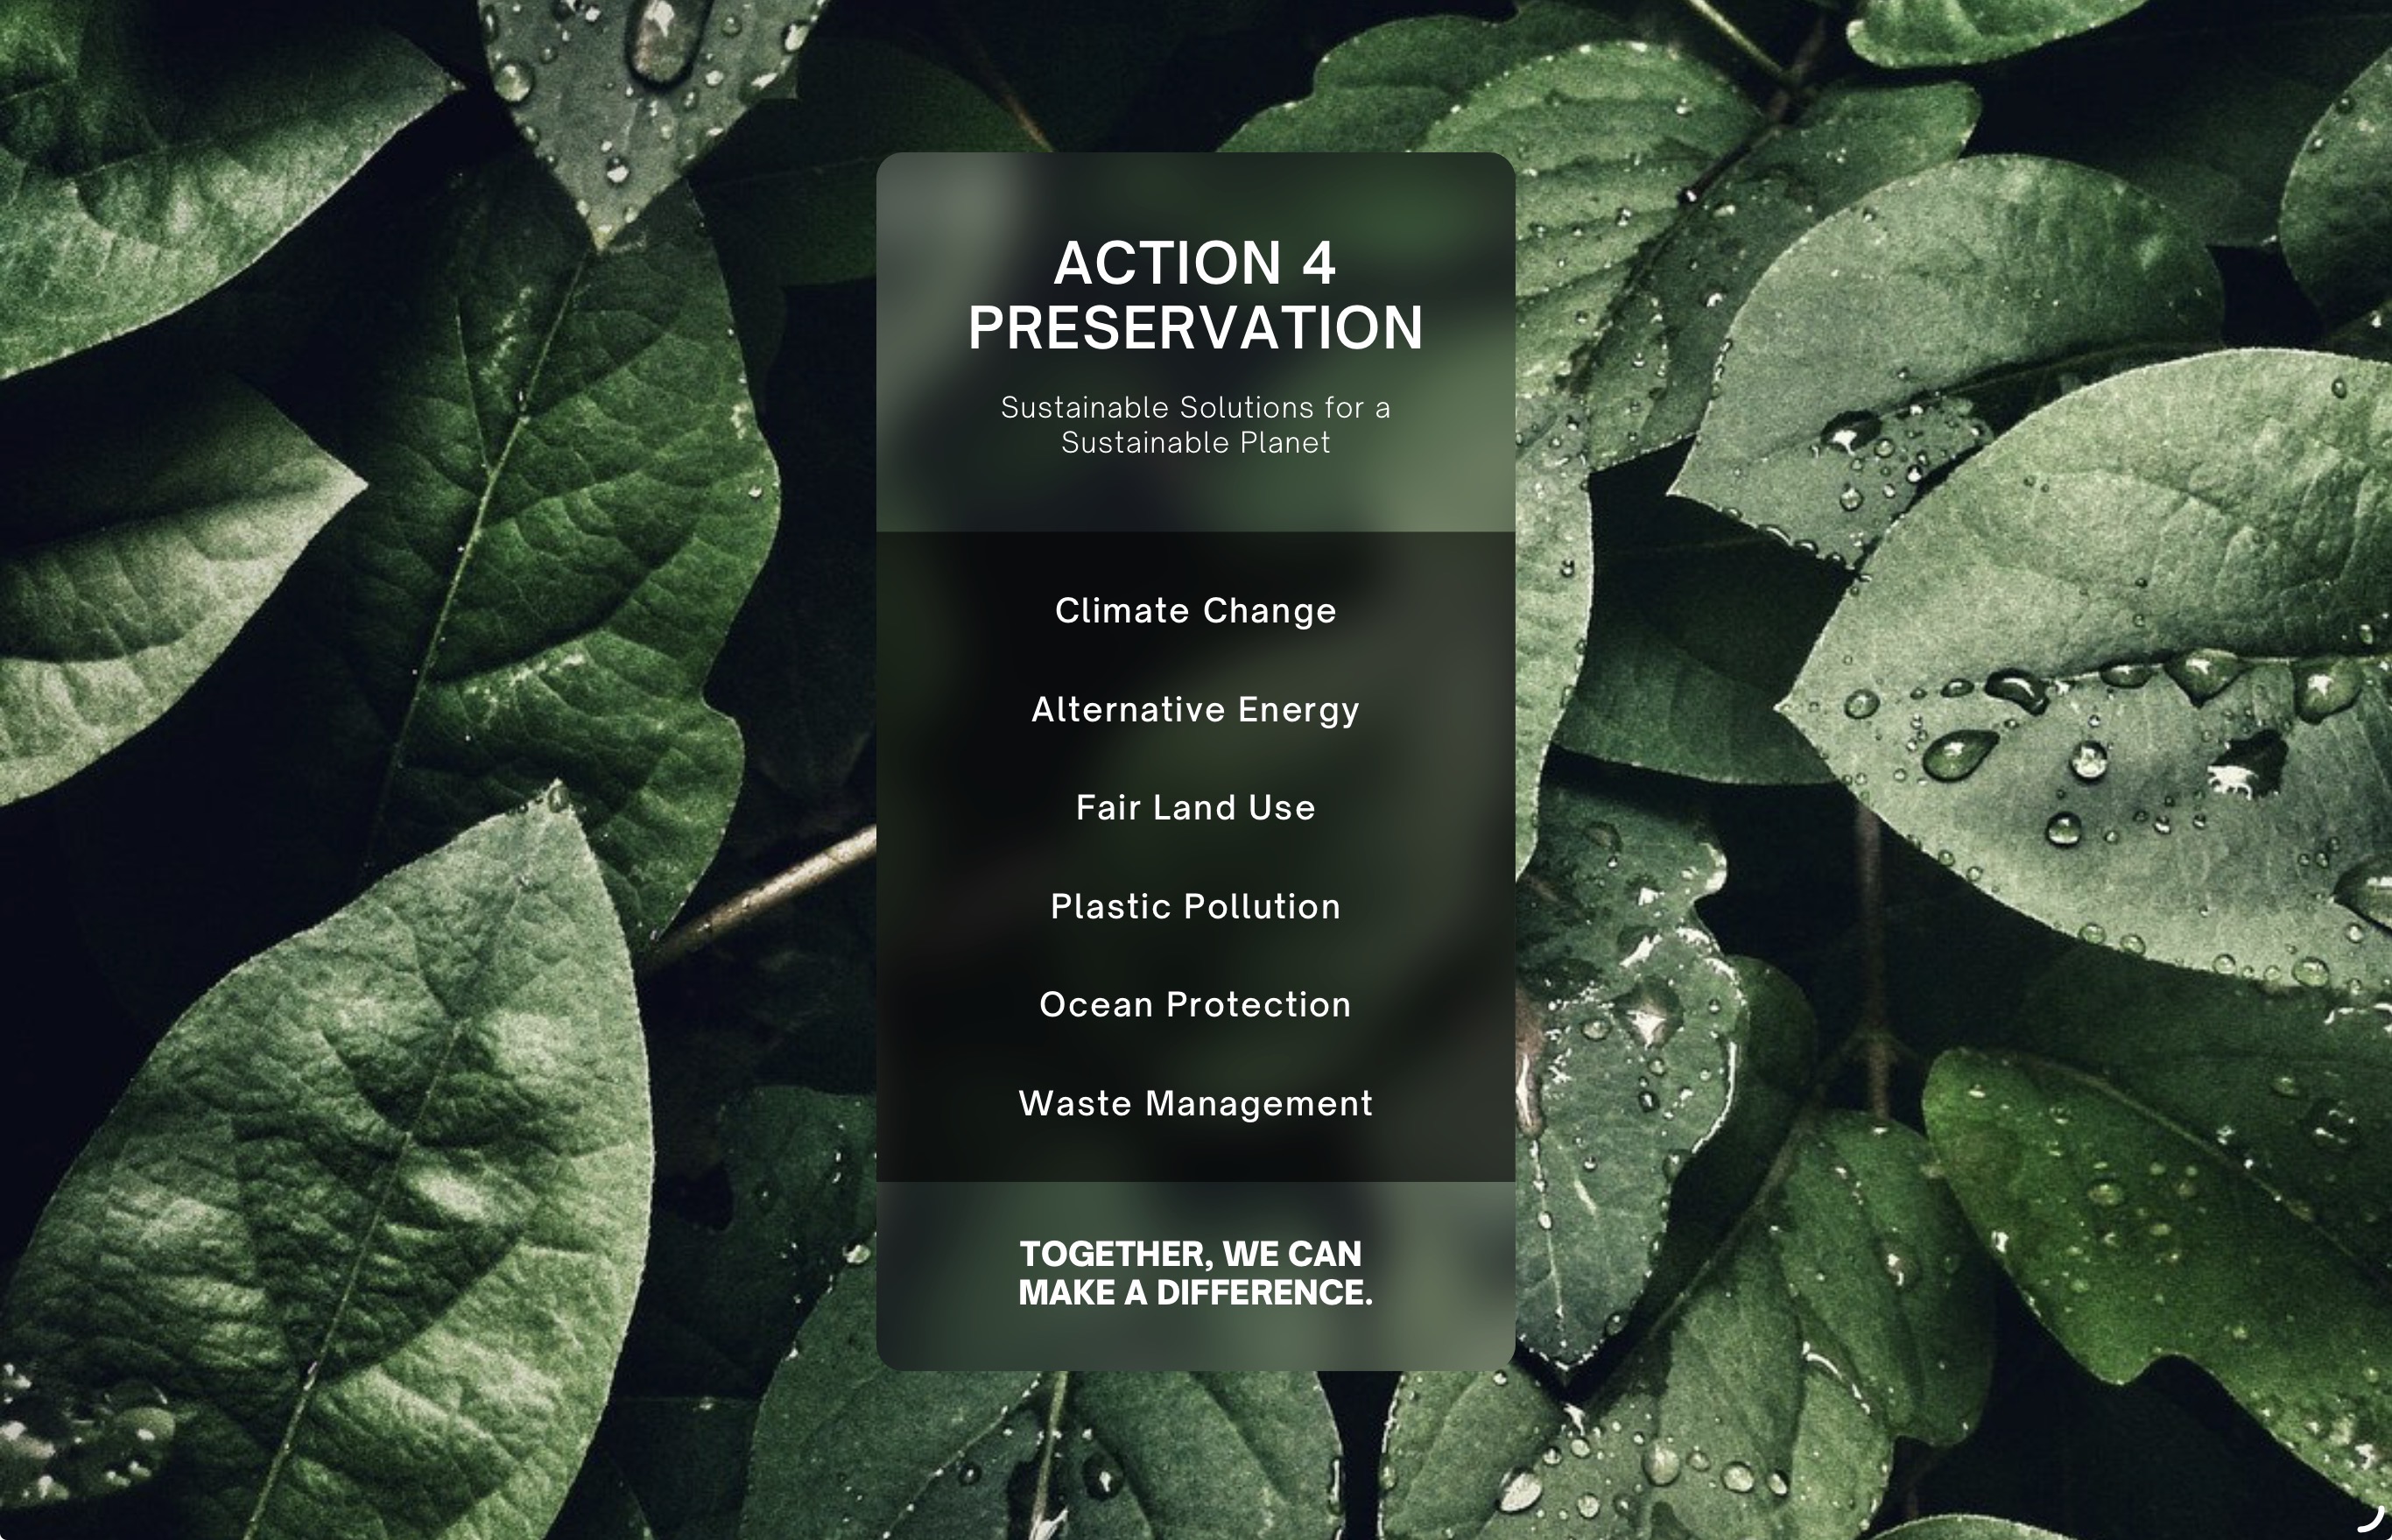 ACTION 4
PRESERVATION
Sustainable Solutions for a
Sustainable Planet
Climate Change
Alternative Energy
Fair Land Use
Plastic Pollution
Ocean Protection
Waste Management
TOGETHER, WE CAN
MAKE A DIFFERENCE.